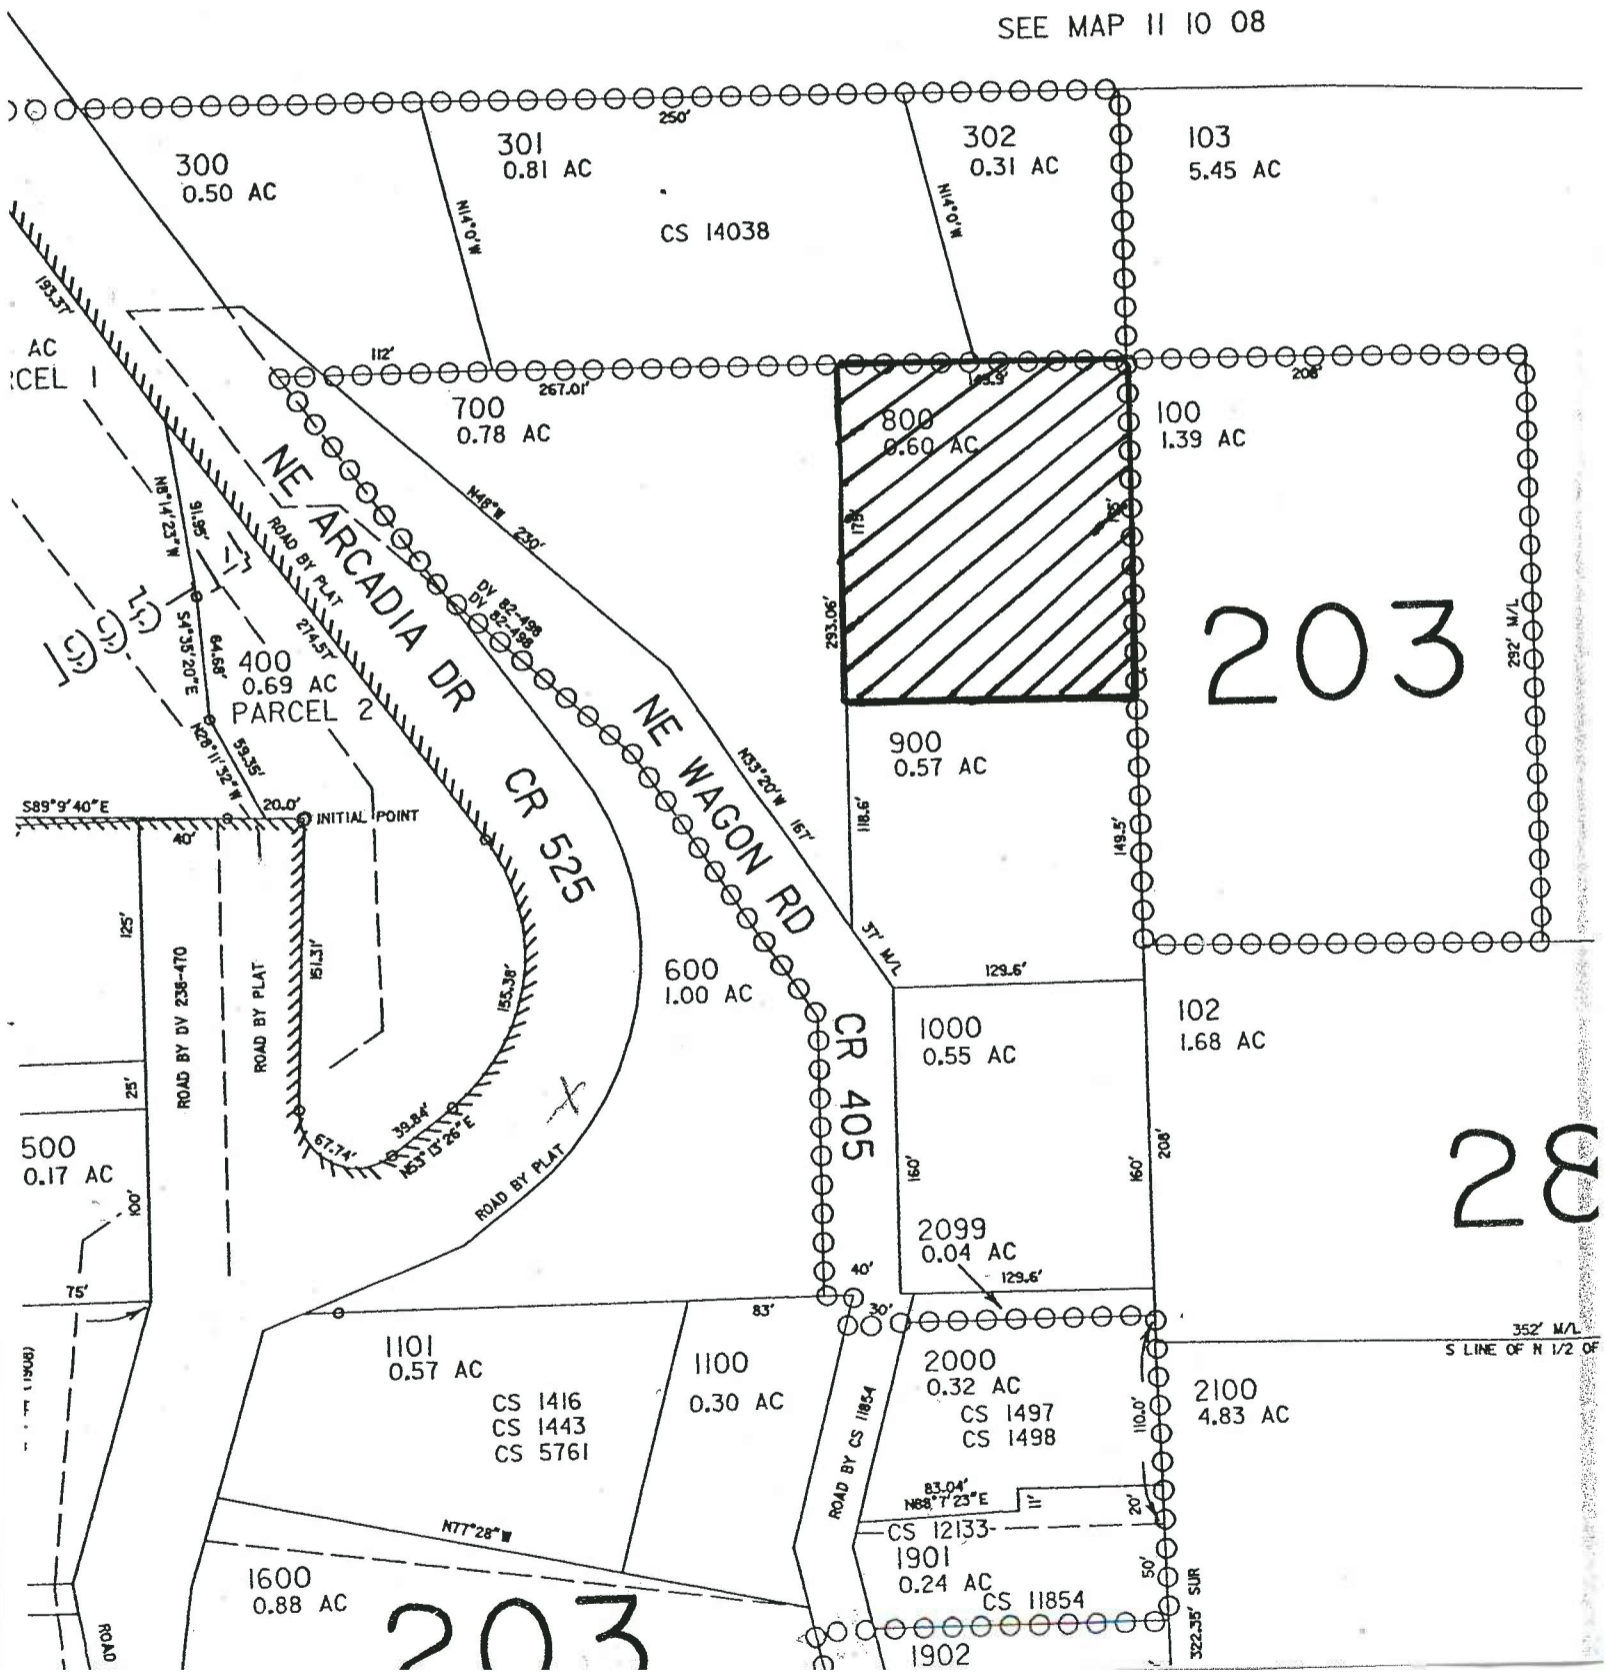 SEE MAP 11 10 08
250'
300
0.50 AC
301
0.81 AC
302
0.31 AC
103
5.45 AC
N14°0'W
CS 14038
N14°0'W
193.37'
AC
CEL 1
112'
267.01'
208'
700
0.78 AC
800
0.60 AC
100
1.39 AC
N48°W 230'
175'
175'
N8°14'23"W
91.95'
NE ARCADIA DR
ROAD BY PLAT
274.57'
DV 82-498
DV 82-498
293.06'
203
292' M/L
S4°35'20"E
64.68'
400
0.69 AC
PARCEL 2
N28°11'32"W
59.35'
NE WAGON RD
N33°20'W 167'
900
0.57 AC
118.6'
149.5'
S89°9'40"E
20.0'
INITIAL POINT
CR 525
125'
ROAD BY DV 238-470
ROAD BY PLAT
151.31'
155.38'
600
1.00 AC
37' M/L
129.6'
CR 405
1000
0.55 AC
102
1.68 AC
25'
500
0.17 AC
100'
67.74'
39.84'
N53°13'26"E
ROAD BY PLAT
160'
160'
208'
28
2099
0.04 AC
75'
40'
129.6'
83'
30'
352' M/L
S LINE OF N 1/2 OF
1101
0.57 AC
CS 1416
CS 1443
CS 5761
1100
0.30 AC
ROAD BY CS 11854
2000
0.32 AC
CS 1497
CS 1498
110.0'
2100
4.83 AC
83.04'
N88°7'23"E
11'
20'
N77°28"W
CS 12133
1901
0.24 AC
CS 11854
50'
322.35' SUR
1600
0.88 AC
203
ROAD
1902